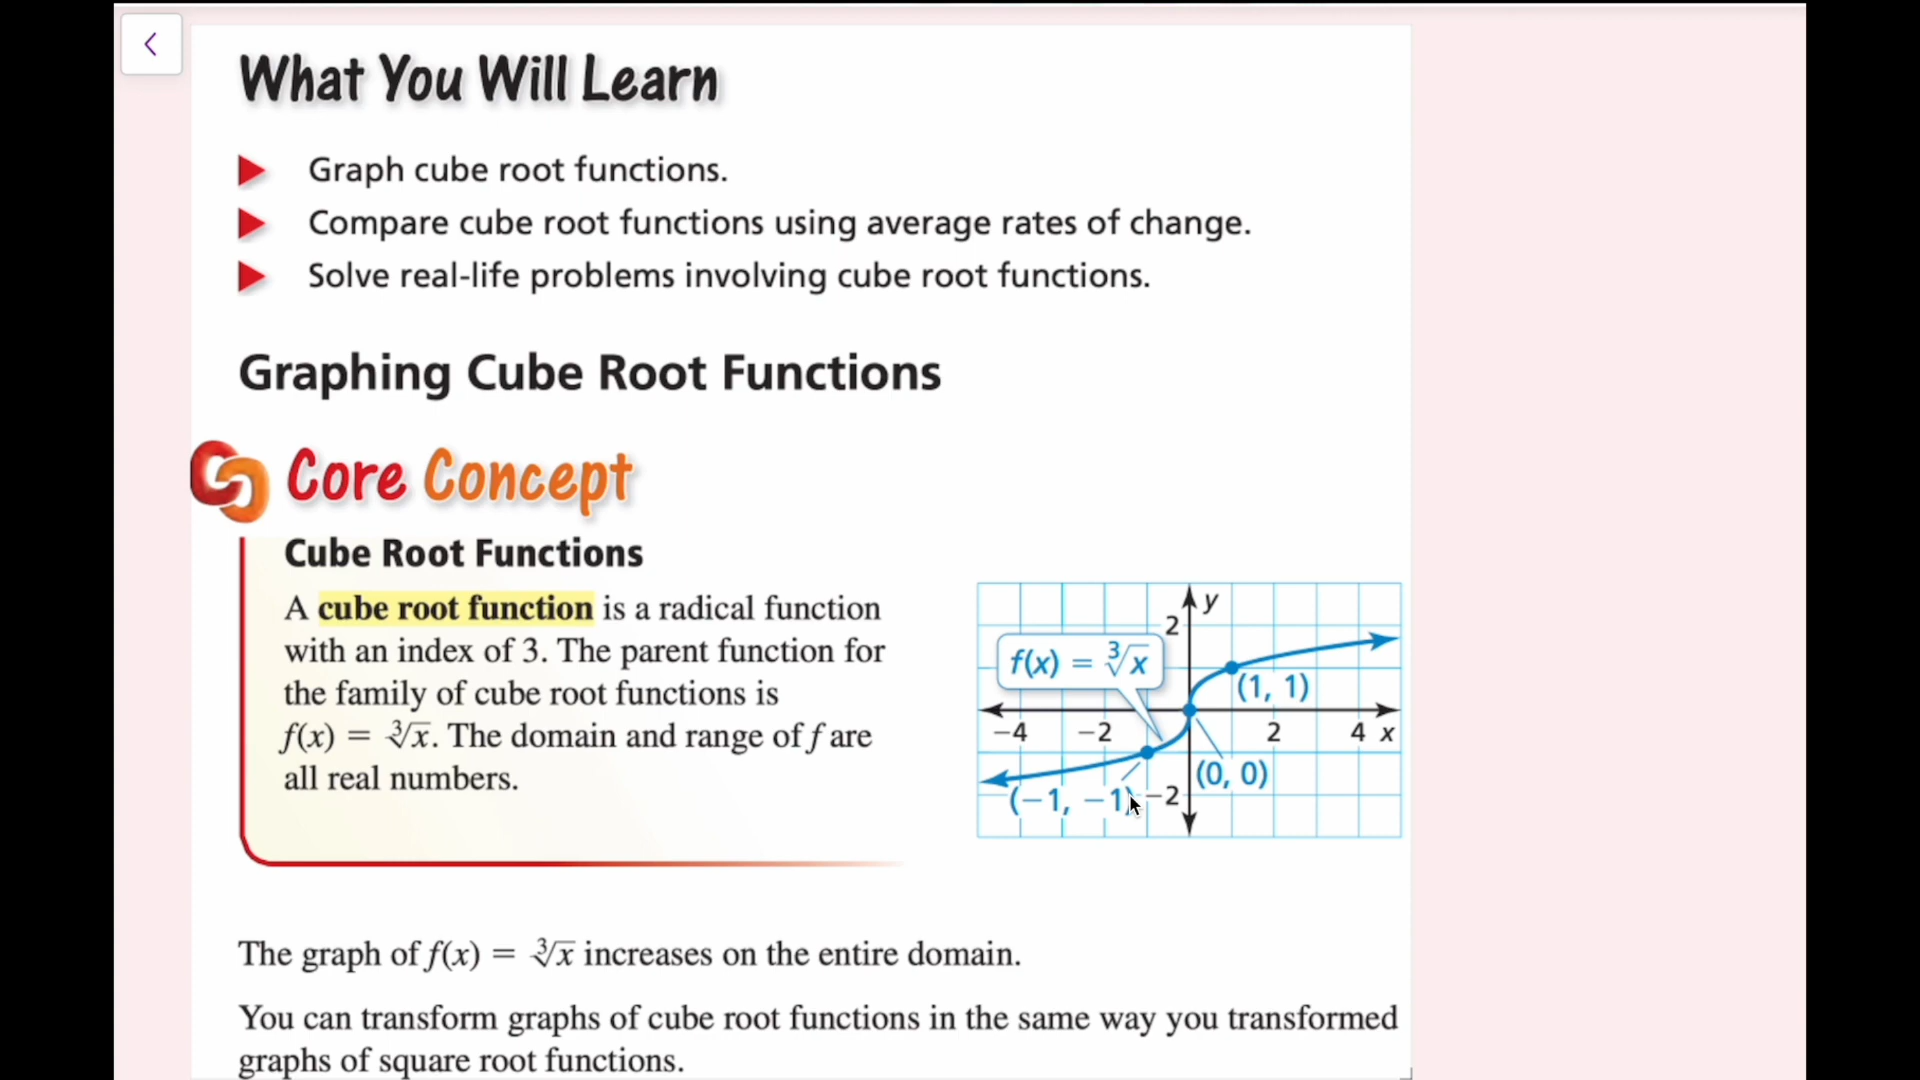 What You Will Learn
Graph cube root functions.
Compare cube root functions using average rates of change.
Solve real-life problems involving cube root functions.
Graphing Cube Root Functions
Core Concept
Cube Root Functions
A cube root function is a radical function
with an index of 3. The parent function for
the family of cube root functions is
f(x) = ∛x. The domain and range of f are
all real numbers.
y
2
f(x) = ∛x
(1, 1)
−4 −2 2 4 x
(0, 0)
(−1, −1) −2
The graph of f(x) = ∛x increases on the entire domain.
You can transform graphs of cube root functions in the same way you transformed
graphs of square root functions.